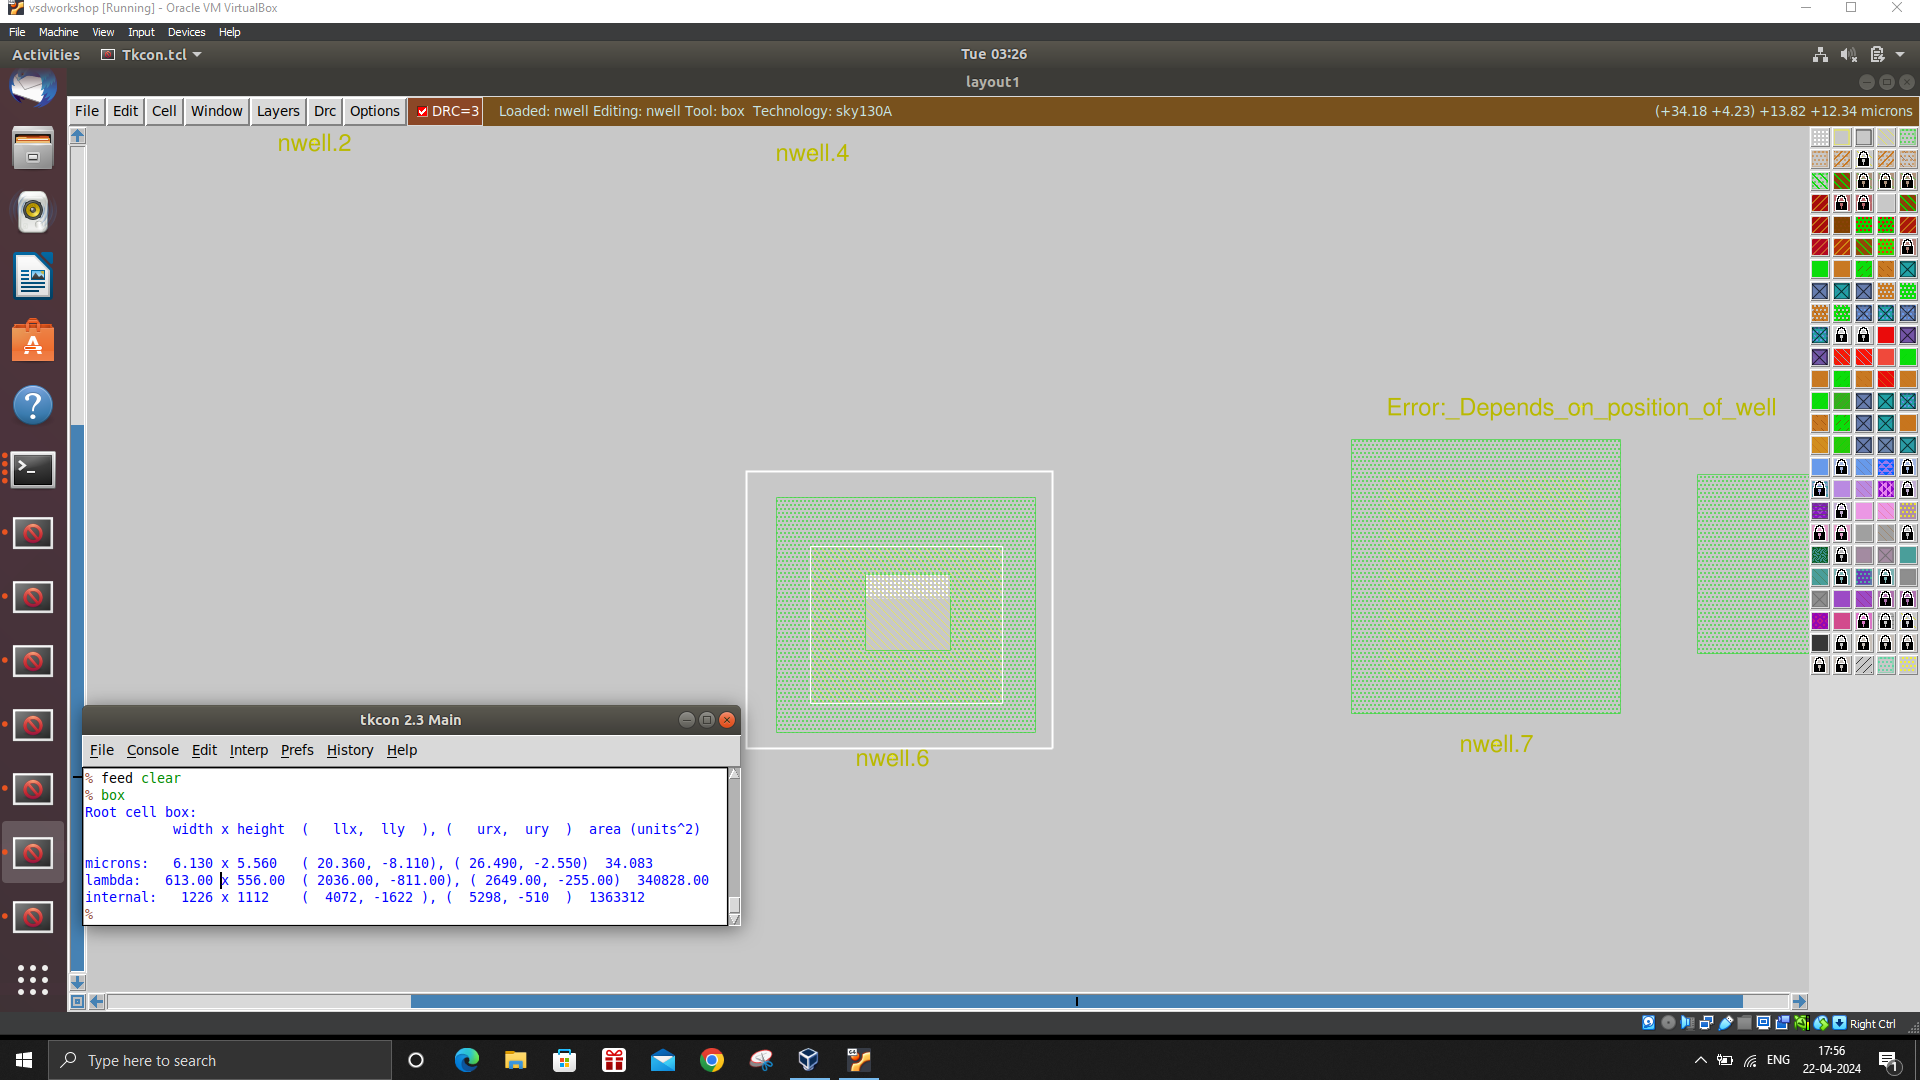 vsdworkshop [Running] - Oracle VM VirtualBox
File Machine View Input Devices Help
Activities Tkcon.tcl Tue 03:26
layout1
File Edit Cell Window Layers Drc Options DRC=3 Loaded: nwell Editing: nwell Tool: box Technology: sky130A (+34.18 +4.23) +13.82 +12.34 microns
nwell.2
nwell.4
Error:_Depends_on_position_of_well
nwell.7
nwell.6
tkcon 2.3 Main
File Console Edit Interp Prefs History Help
% feed clear
% box
Root cell box:
width x height ( llx, lly ), ( urx, ury ) area (units^2)
microns: 6.130 x 5.560 ( 20.360, -8.110), ( 26.490, -2.550) 34.083
lambda: 613.00 x 556.00 ( 2036.00, -811.00), ( 2649.00, -255.00) 340828.00
internal: 1226 x 1112 ( 4072, -1622 ), ( 5298, -510 ) 1363312
%
Right Ctrl
Type here to search
ENG
17:56
22-04-2024
1